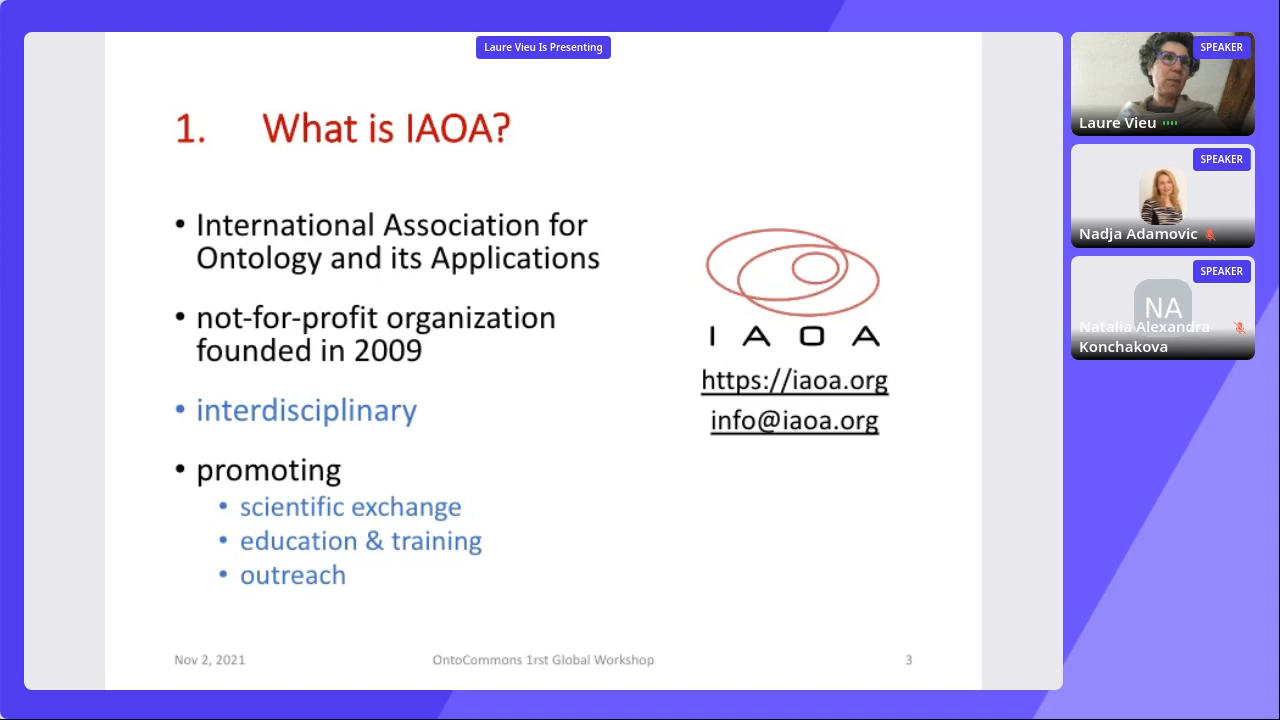 Laure Vieu Is Presenting
1. What is IAOA?
• International Association for
Ontology and its Applications
• not-for-profit organization
founded in 2009
• interdisciplinary
• promoting
• scientific exchange
• education & training
• outreach
I A O A
https://iaoa.org
info@iaoa.org
Nov 2, 2021
OntoCommons 1rst Global Workshop
3
SPEAKER
Laure Vieu
SPEAKER
Nadja Adamovic
SPEAKER
NA
Natalia Alexandra
Konchakova